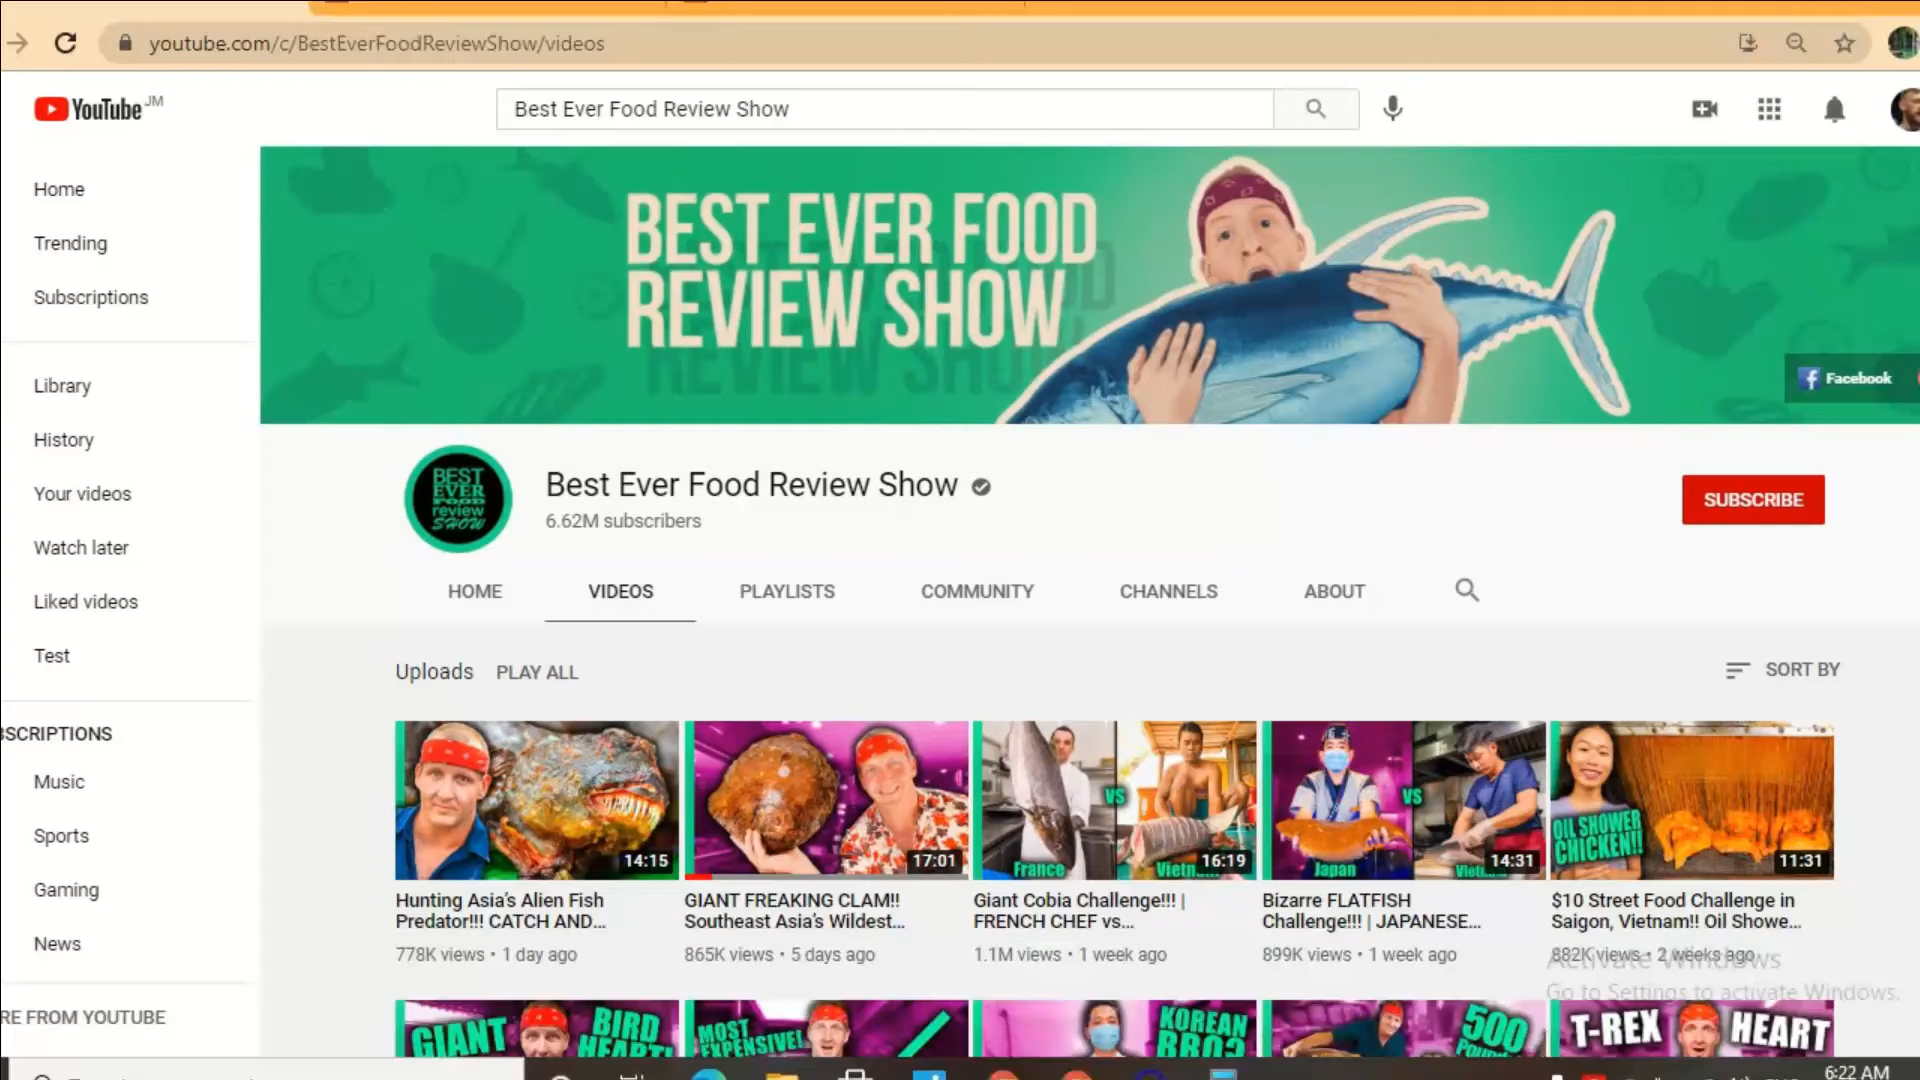 youtube.com/c/BestEverFoodReviewShow/videos
YouTube JM
Best Ever Food Review Show
Home
Trending
Subscriptions
Library
History
Your videos
Watch later
Liked videos
Test
SCRIPTIONS
Music
Sports
Gaming
News
RE FROM YOUTUBE
BEST EVER FOOD
REVIEW SHOW
Facebook
BEST
EVER
FOOD
review
SHOW
Best Ever Food Review Show
6.62M subscribers
SUBSCRIBE
HOME VIDEOS PLAYLISTS COMMUNITY CHANNELS ABOUT
Uploads PLAY ALL
SORT BY
14:15
Hunting Asia's Alien Fish
Predator!!! CATCH AND...
778K views • 1 day ago
17:01
GIANT FREAKING CLAM!!
Southeast Asia's Wildest...
865K views • 5 days ago
VS
France
16:19
Giant Cobia Challenge!!! |
FRENCH CHEF vs...
1.1M views • 1 week ago
VS
Japan
14:31
Bizarre FLATFISH
Challenge!!! | JAPANESE...
899K views • 1 week ago
OIL SHOWER
CHICKEN!!
11:31
$10 Street Food Challenge in
Saigon, Vietnam!! Oil Showe...
882K views • 2 weeks ago
Activate Windows
Go to Settings to activate Windows.
GIANT BIRD
HEART!
MOST
EXPENSIVE!
KOREAN
BBQ?
500
T-REX HEART
6:22 AM